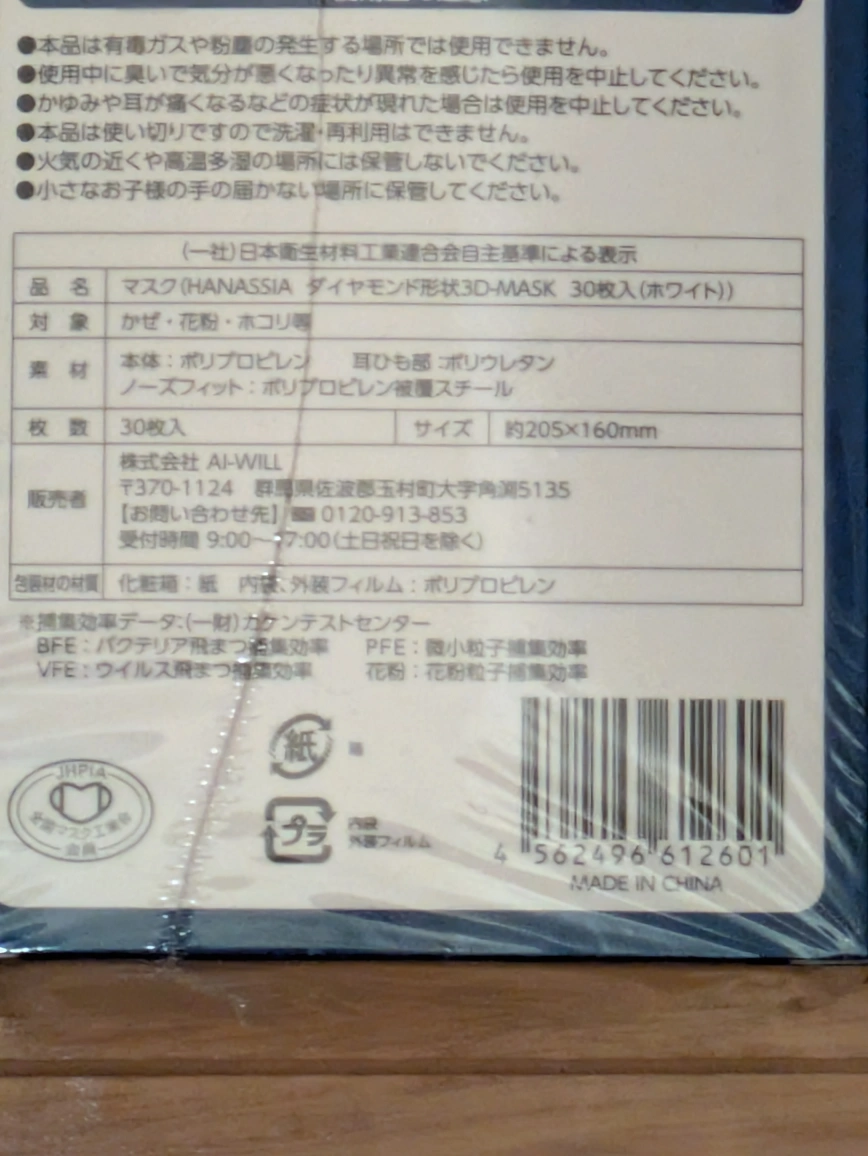 ●本品は有毒ガスや粉塵の発生する場所では使用できません。
●使用中に臭いで気分が悪くなったり異常を感じたら使用を中止してください。
●かゆみや耳が痛くなるなどの症状が現れた場合は使用を中止してください。
●本品は使い切りですので洗濯・再利用はできません。
●火気の近くや高温多湿の場所には保管しないでください。
●小さなお子様の手の届かない場所に保管してください。
(一社)日本衛生材料工業連合会自主基準による表示
品名 マスク(HANASSIA ダイヤモンド形状3D-MASK 30枚入(ホワイト))
対象 かぜ・花粉・ホコリ等
素材 本体：ポリプロピレン 耳ひも部：ポリウレタン
ノーズフィット：ポリプロピレン被覆スチール
枚数 30枚入 サイズ 約205×160mm
販売者 株式会社 AI-WILL
〒370-1124 群馬県佐波郡玉村町大字角渕5135
【お問い合わせ先】 0120-913-853
受付時間 9:00〜17:00(土日祝日を除く)
包装材の材質 化粧箱：紙 内袋、外装フィルム：ポリプロピレン
※捕集効率データ：(一財)カケンテストセンター
BFE：バクテリア飛まつ捕集効率 PFE：微小粒子捕集効率
VFE：ウイルス飛まつ捕集効率 花粉：花粉粒子捕集効率
紙 箱
JHPIA
全国マスク工業会
会員
プラ 内袋
外装フィルム
4 562496 612601
MADE IN CHINA